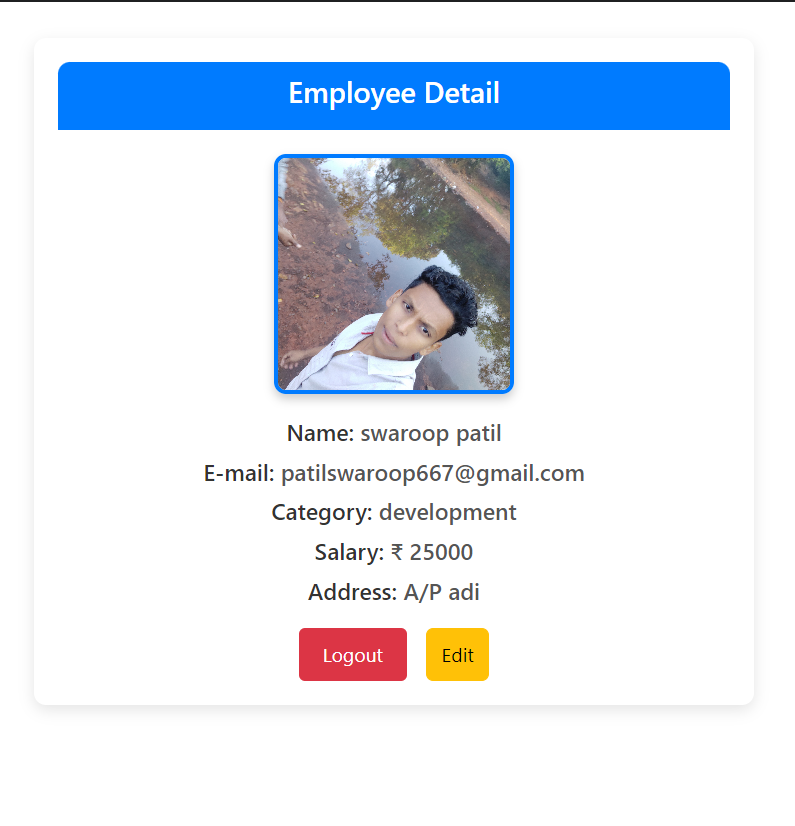 Employee Detail
Name: swaroop patil
E-mail: patilswaroop667@gmail.com
Category: development
Salary: ₹ 25000
Address: A/P adi
Logout Edit